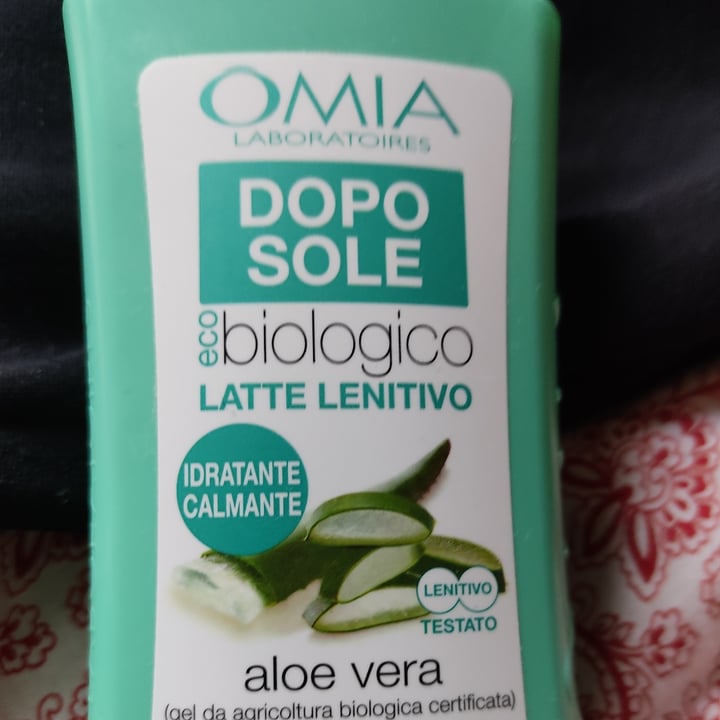 OMIA
LABORATOIRES
DOPO
SOLE
eco biologico
LATTE LENITIVO
IDRATANTE
CALMANTE
LENITIVO
TESTATO
aloe vera
(gel da agricoltura biologica certificata)